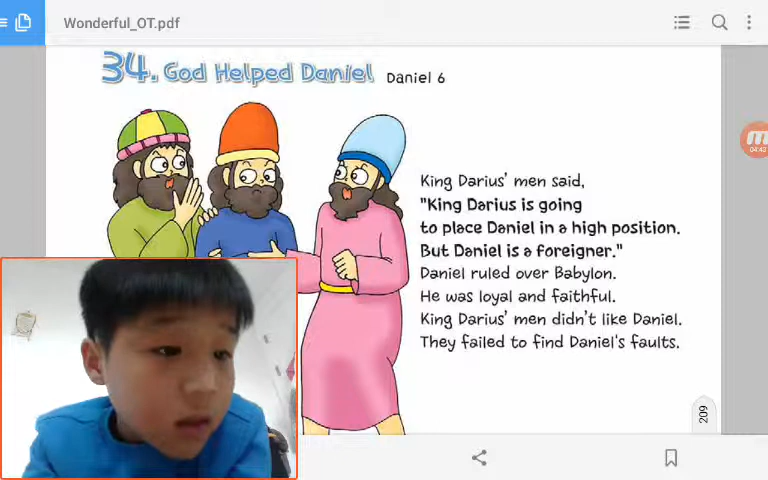 Wonderful_OT.pdf
34. God Helped Daniel Daniel 6
King Darius' men said,
"King Darius is going
to place Daniel in a high position.
But Daniel is a foreigner."
Daniel ruled over Babylon.
He was loyal and faithful.
King Darius' men didn't like Daniel.
They failed to find Daniel's faults.
209
04:43